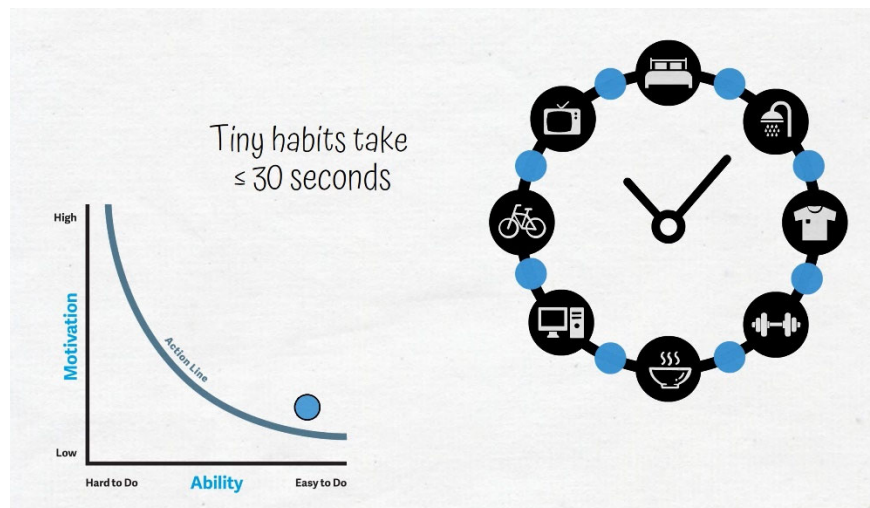 Tiny habits take
≤ 30 seconds
High
Motivation
Action Line
Low
Hard to Do
Ability
Easy to Do